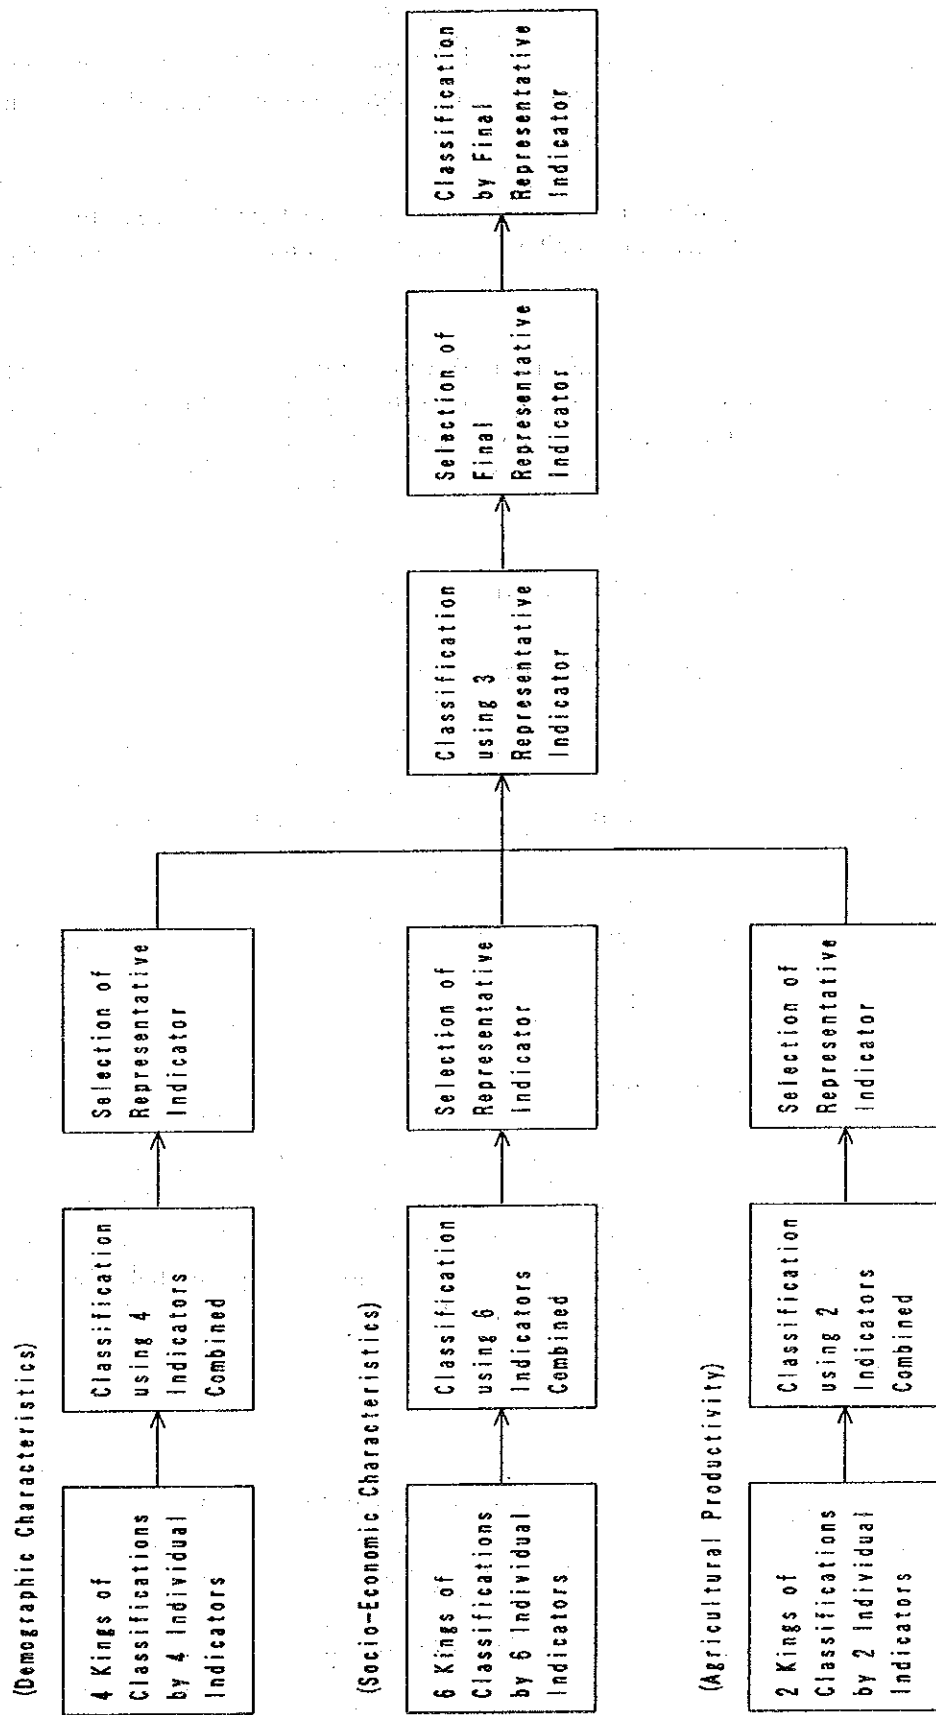 (Demographic Characteristics)
4 Kings of
Classifications
by 4 Individual
Indicators
Classification
using 4
Indicators
Combined
Selection of
Representative
Indicator
(Socio-Economic Characteristics)
6 Kings of
Classifications
by 6 Individual
Indicators
Classification
using 6
Indicators
Combined
Selection of
Representative
Indicator
Classification
using 3
Representative
Indicator
Selection of
Final
Representative
Indicator
Classification
by Final
Representative
Indicator
(Agricultural Productivity)
2 Kings of
Classifications
by 2 Individual
Indicators
Classification
using 2
Indicators
Combined
Selection of
Representative
Indicator